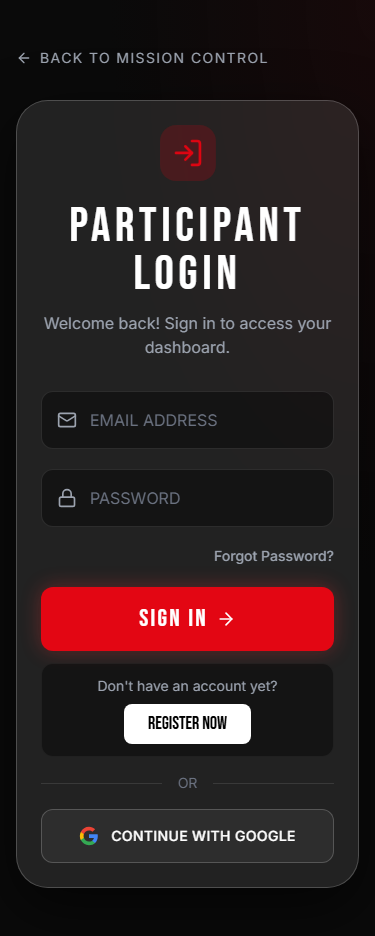 BACK TO MISSION CONTROL
PARTICIPANT
LOGIN
Welcome back! Sign in to access your
dashboard.
EMAIL ADDRESS
PASSWORD
Forgot Password?
SIGN IN
Don't have an account yet?
REGISTER NOW
OR
CONTINUE WITH GOOGLE